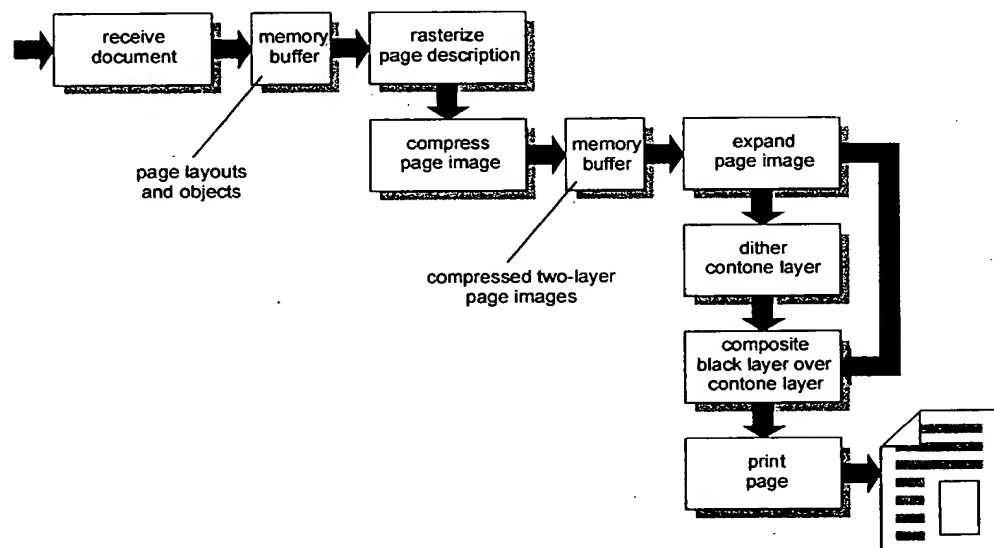 receive
document
memory
buffer
rasterize
page description
compress
page image
memory
buffer
expand
page image
page layouts
and objects
dither
contone layer
compressed two-layer
page images
composite
black layer over
contone layer
print
page